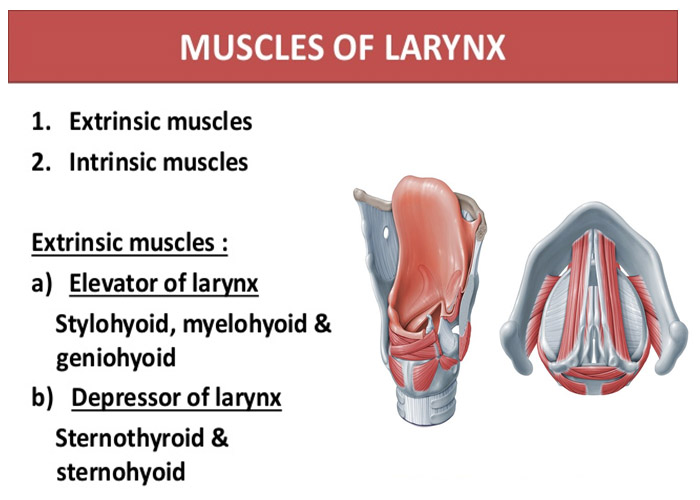 MUSCLES OF LARYNX
1. Extrinsic muscles
2. Intrinsic muscles
Extrinsic muscles :
a) Elevator of larynx
Stylohyoid, myelohyoid &
geniohyoid
b) Depressor of larynx
Sternothyroid &
sternohyoid